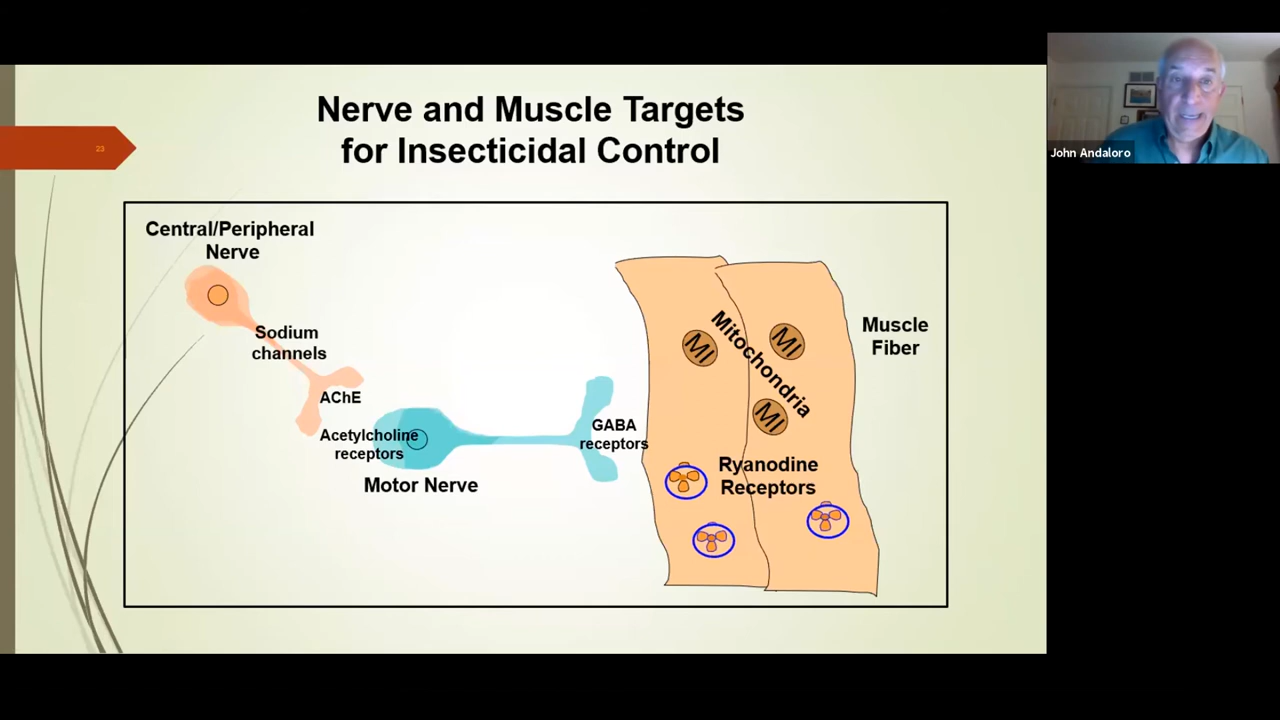 Nerve and Muscle Targets
for Insecticidal Control
23
Central/Peripheral
Nerve
Sodium
channels
AChE
Acetylcholine
receptors
Motor Nerve
GABA
receptors
MI
MI
MI
Mitochondria
Ryanodine
Receptors
Muscle
Fiber
John Andaloro